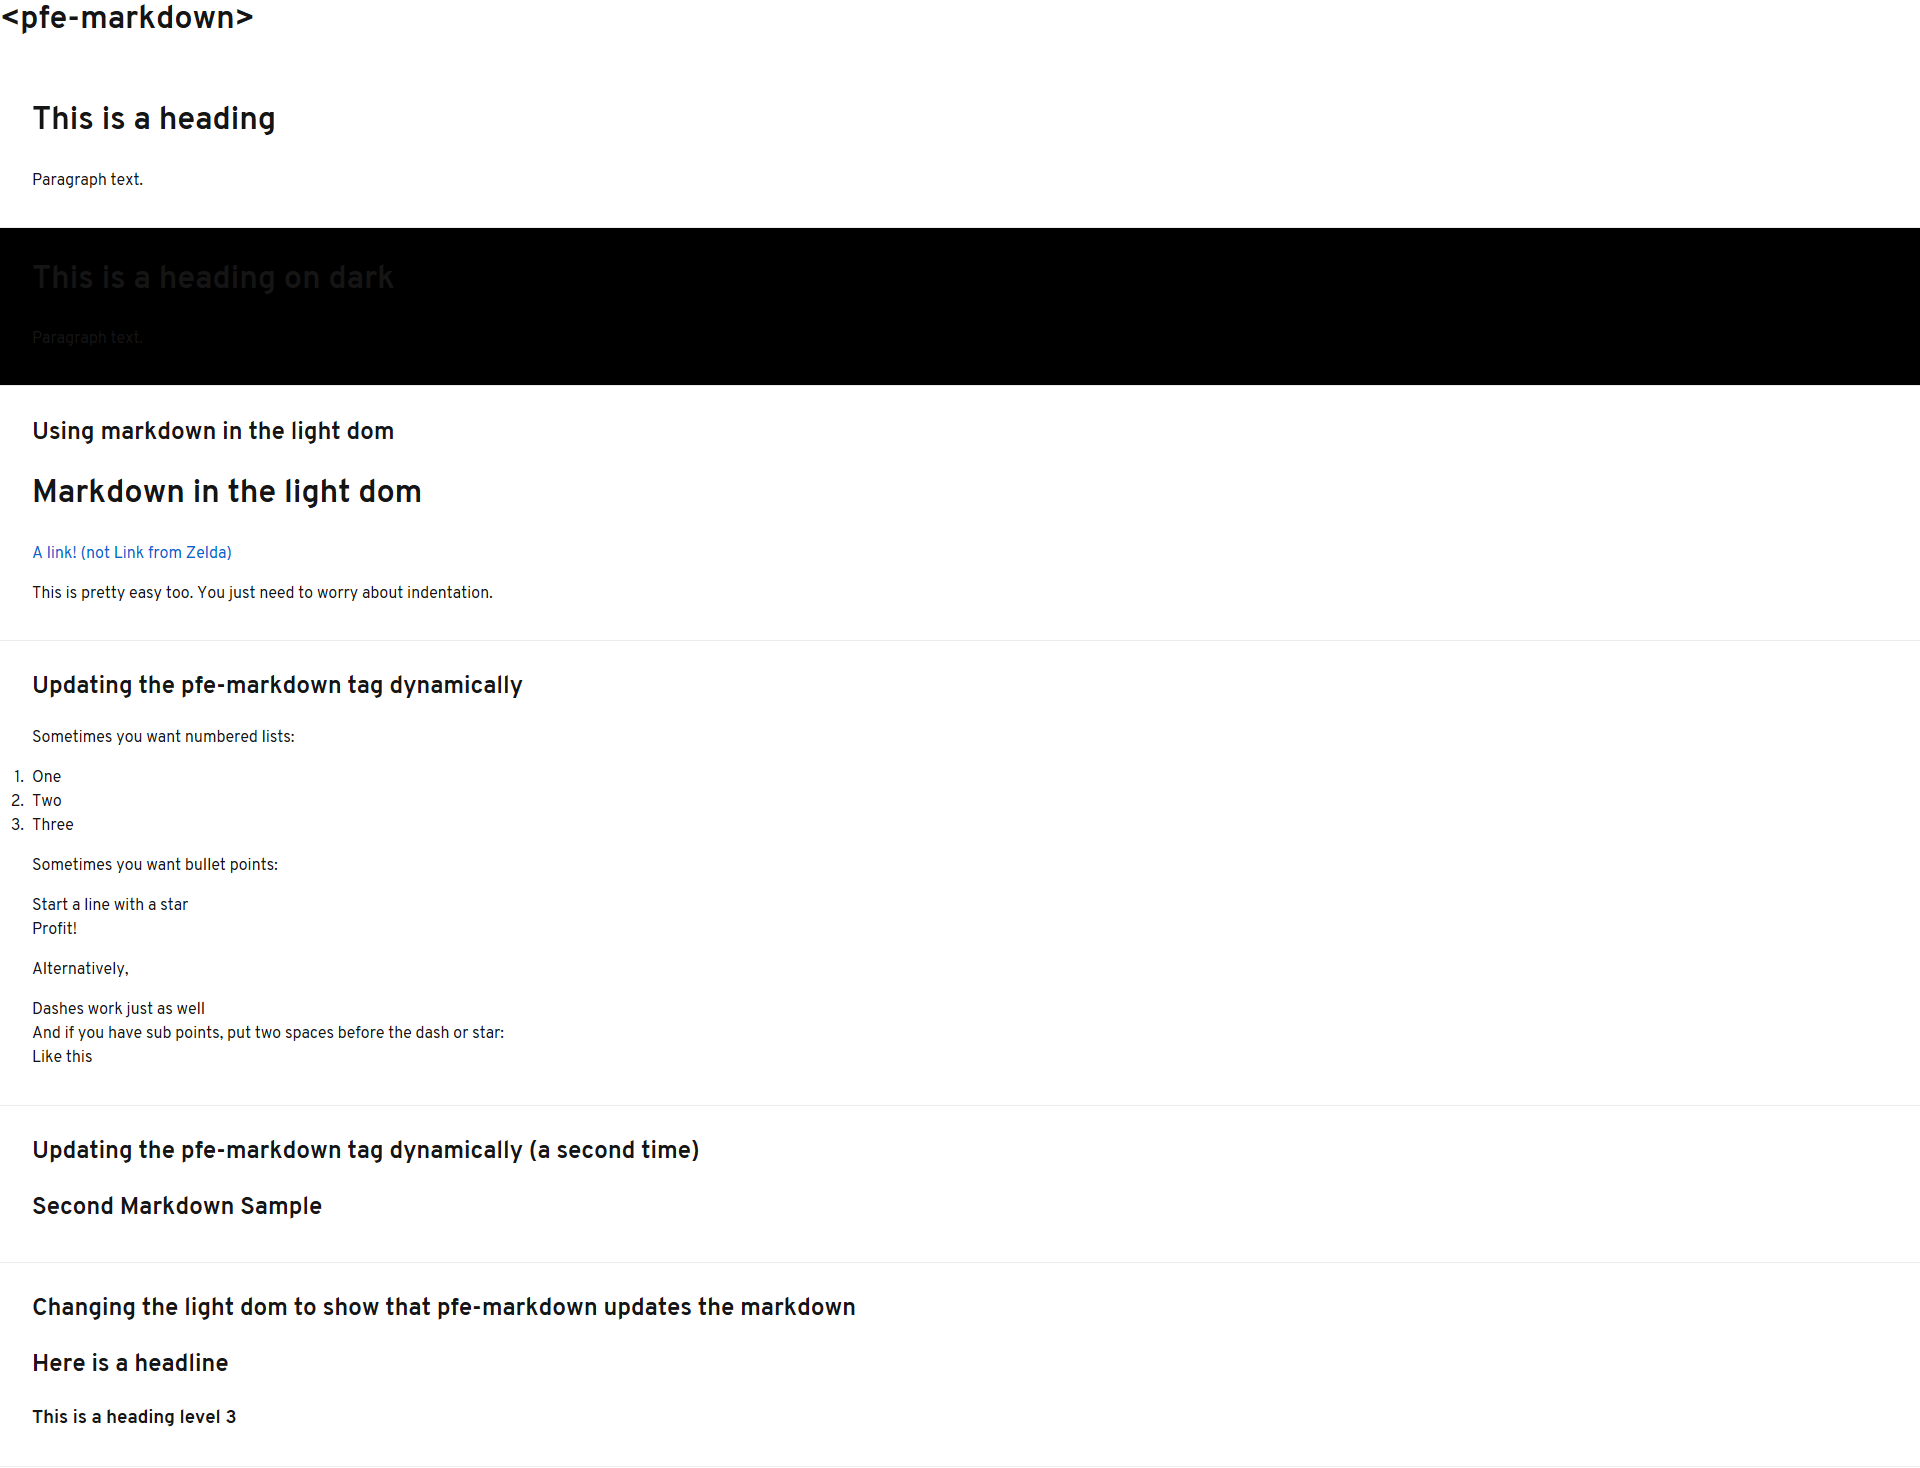 <pfe-markdown>
This is a heading
Paragraph text.
This is a heading on dark
Paragraph text.
Using markdown in the light dom
Markdown in the light dom
A link! (not Link from Zelda)
This is pretty easy too. You just need to worry about indentation.
Updating the pfe-markdown tag dynamically
Sometimes you want numbered lists:
1. One
2. Two
3. Three
Sometimes you want bullet points:
Start a line with a star
Profit!
Alternatively,
Dashes work just as well
And if you have sub points, put two spaces before the dash or star:
Like this
Updating the pfe-markdown tag dynamically (a second time)
Second Markdown Sample
Changing the light dom to show that pfe-markdown updates the markdown
Here is a headline
This is a heading level 3